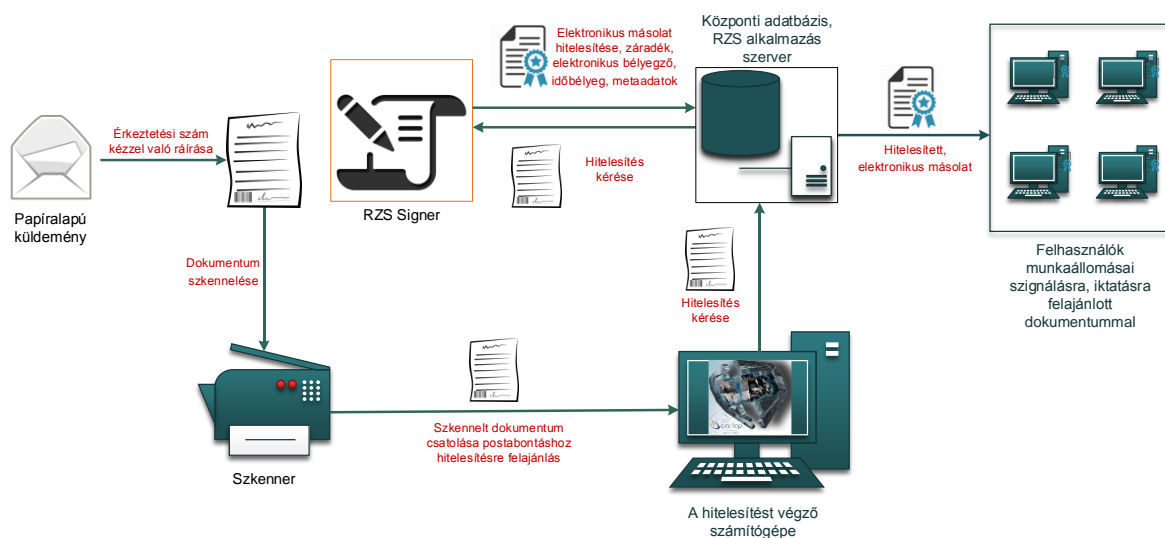 Érkeztetési szám
kézzel való ráírása
Papíralapú
küldemény
RZS Signer
Elektronikus másolat
hitelesítése, záradék,
elektronikus bélyegző,
időbélyeg, metaadatok
Hitelesítés
kérése
Központi adatbázis,
RZS alkalmazás
szerver
Hitelesített,
elektronikus másolat
Felhasználók
munkaállomásai
szignálásra, iktatásra
felajánlott
dokumentummal
Dokumentum
szkennelése
Hitelesítés
kérése
Szkennelt dokumentum
csatolása postabontáshoz
hitelesítésre felajánlás
Szkenner
A hitelesítést végző
számítógépe